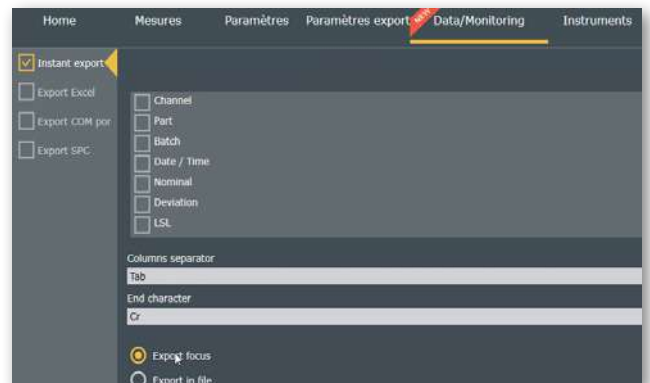 Home Mesures Paramètres Paramètres export NEW Data/Monitoring Instruments
Instant export
Export Excel
Export COM por
Export SPC
Channel
Part
Batch
Date / Time
Nominal
Deviation
LSL
Columns separator
Tab
End character
Cr
Export focus
Export in file